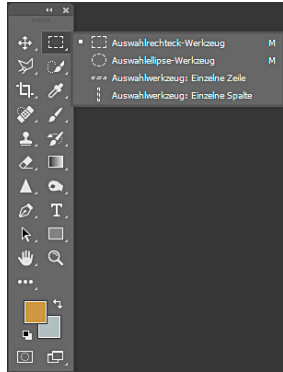 Auswahlrechteck-Werkzeug M
Auswahlellipse-Werkzeug M
Auswahlwerkzeug: Einzelne Zeile
Auswahlwerkzeug: Einzelne Spalte